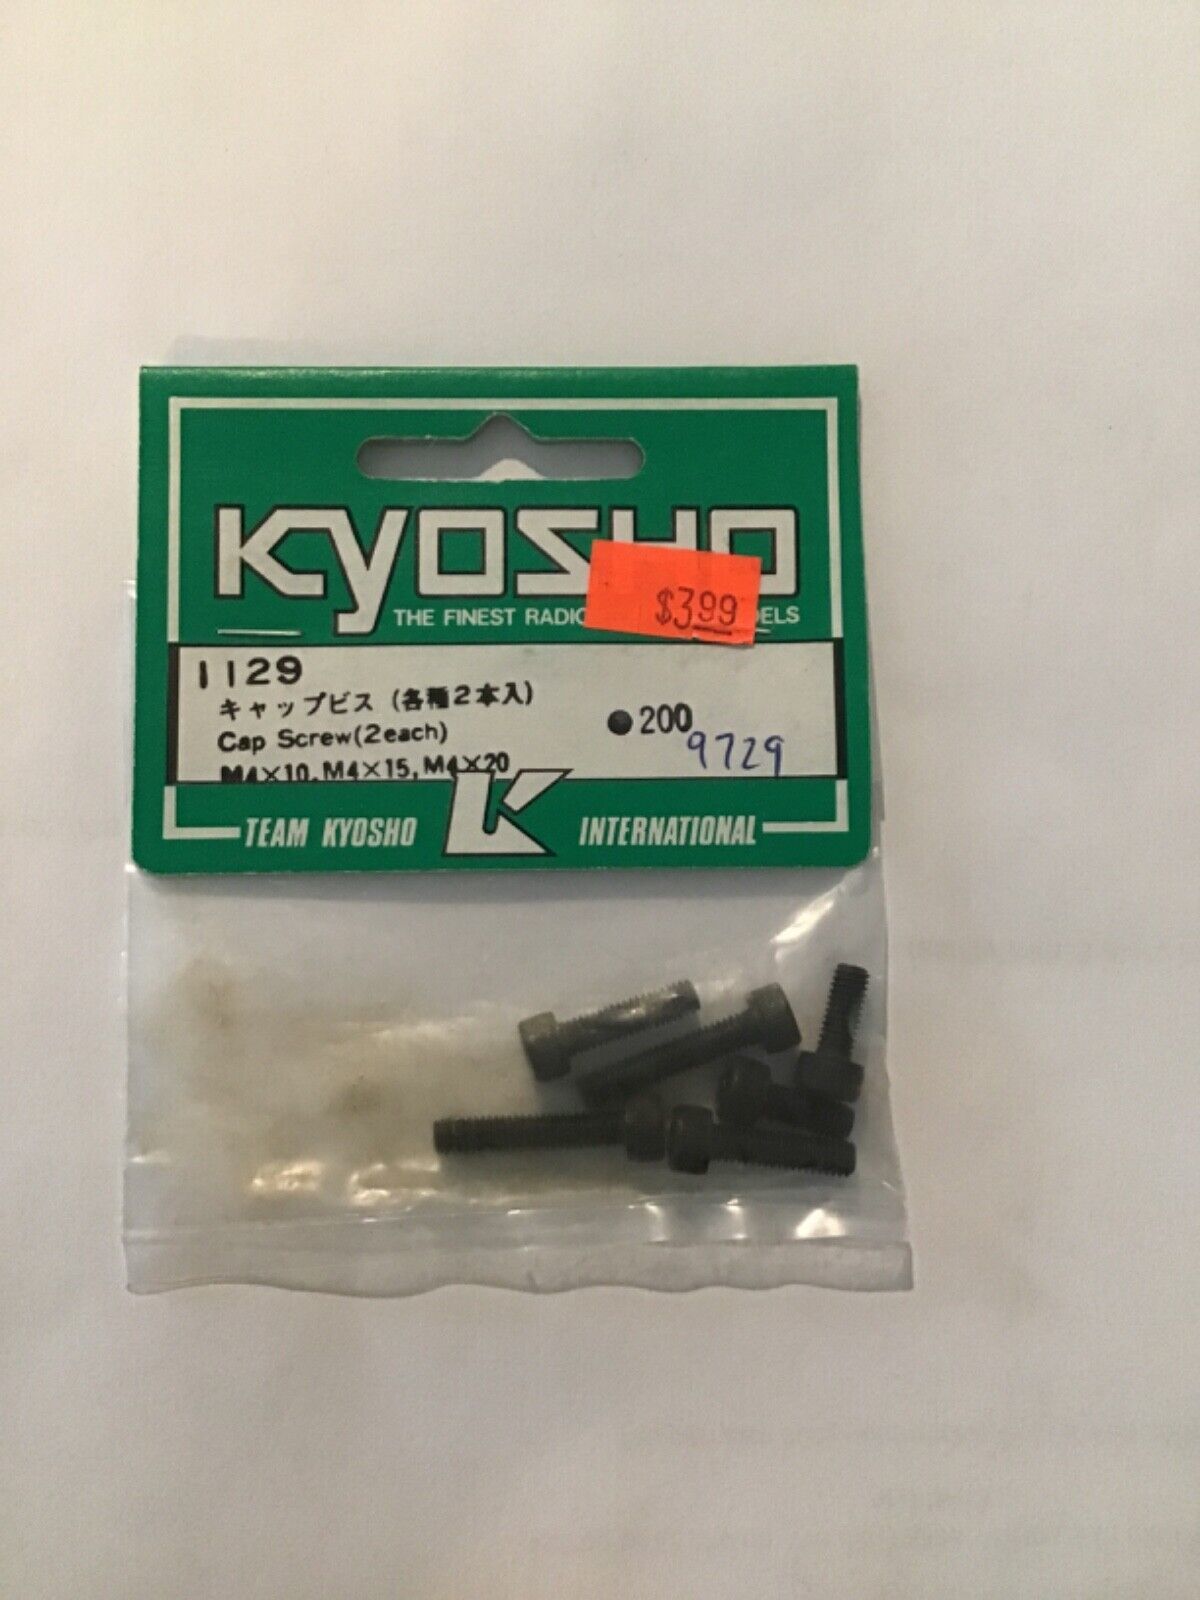 KYOSHO
THE FINEST RADIO
DELS
$3.99
1129
キャップビス (各種2本入)
Cap Screw(2each)
M4×10, M4×15, M4×20
●200
9729
TEAM KYOSHO
INTERNATIONAL